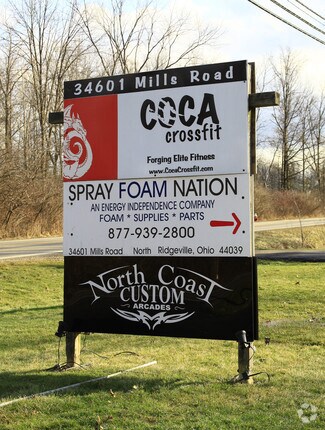 34601 Mills Road
COCA
crossfit
Forging Elite Fitness
www.CocaCrossfit.com
SPRAY FOAM NATION
AN ENERGY INDEPENDENCE COMPANY
FOAM * SUPPLIES * PARTS
877-939-2800
34601 Mills Road North Ridgeville, Ohio 44039
North Coast
CUSTOM
ARCADES